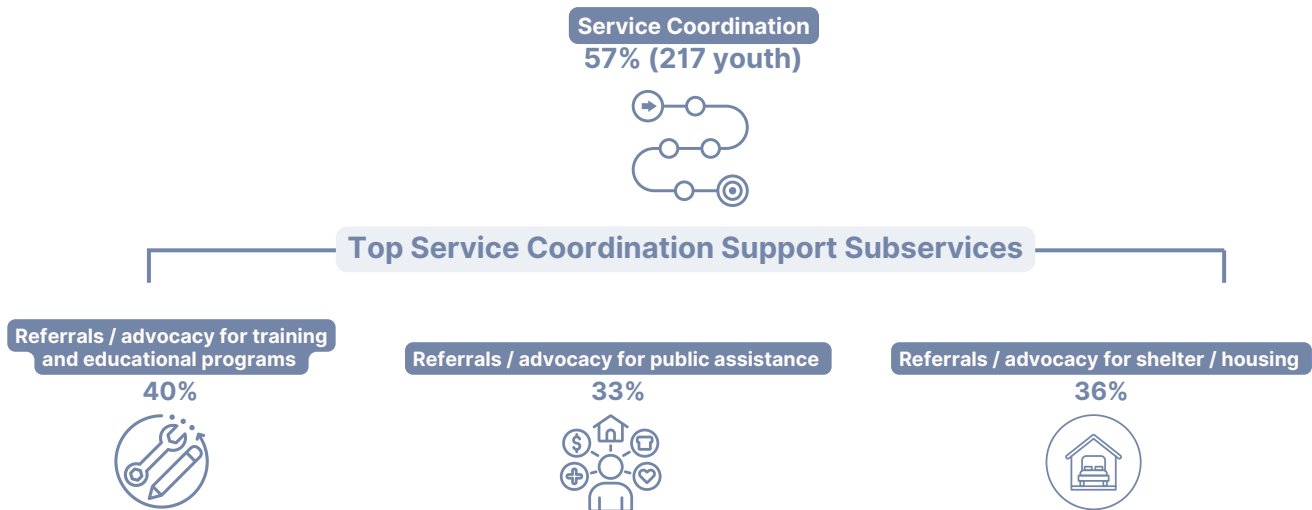 Service Coordination
57% (217 youth)
Top Service Coordination Support Subservices
Referrals / advocacy for training
and educational programs
40%
Referrals / advocacy for public assistance
33%
Referrals / advocacy for shelter / housing
36%
$